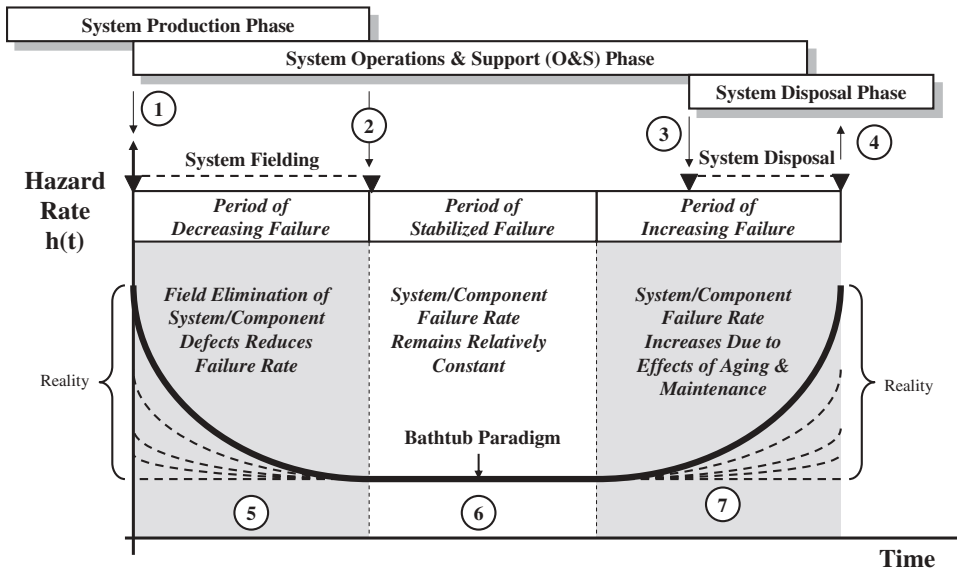 System Production Phase
System Operations & Support (O&S) Phase
System Disposal Phase
1
2
3
4
System Fielding
System Disposal
Hazard
Rate
h(t)
Period of
Decreasing Failure
Period of
Stabilized Failure
Period of
Increasing Failure
Field Elimination of
System/Component
Defects Reduces
Failure Rate
System/Component
Failure Rate
Remains Relatively
Constant
System/Component
Failure Rate
Increases Due to
Effects of Aging &
Maintenance
Reality
Reality
Bathtub Paradigm
5
6
7
Time